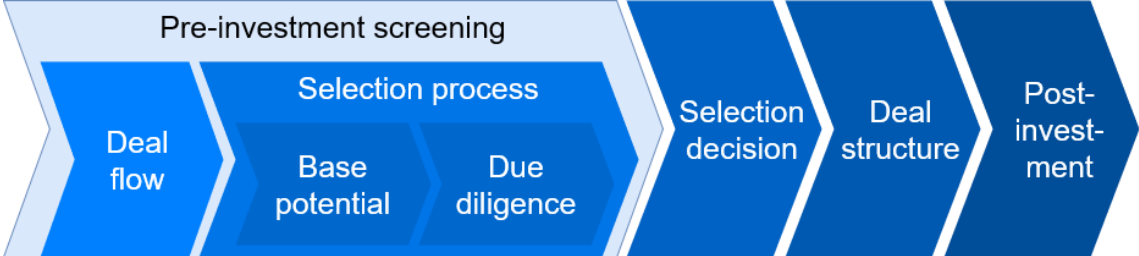 Pre-investment screening
Deal
flow
Selection process
Base
potential
Due
diligence
Selection
decision
Deal
structure
Post-
invest-
ment